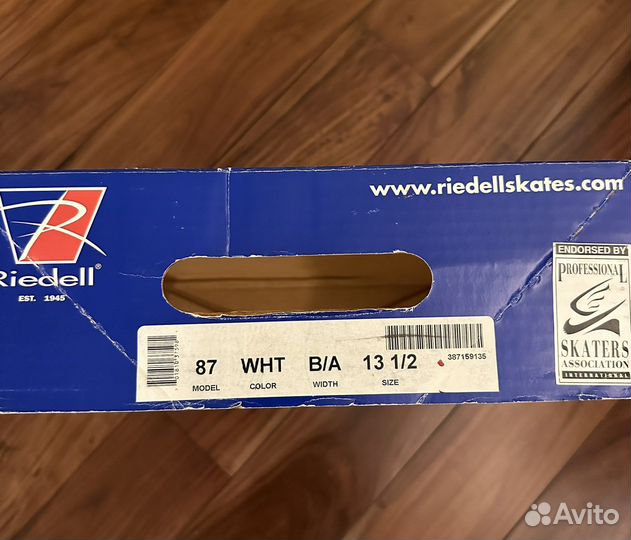 www.riedellskates.com
Riedell®
EST. 1945
ENDORSED BY
PROFESSIONAL
SKATERS
ASSOCIATION
INTERNATIONAL
87 WHT B/A 13 1/2
MODEL COLOR WIDTH SIZE
387159135
Avito